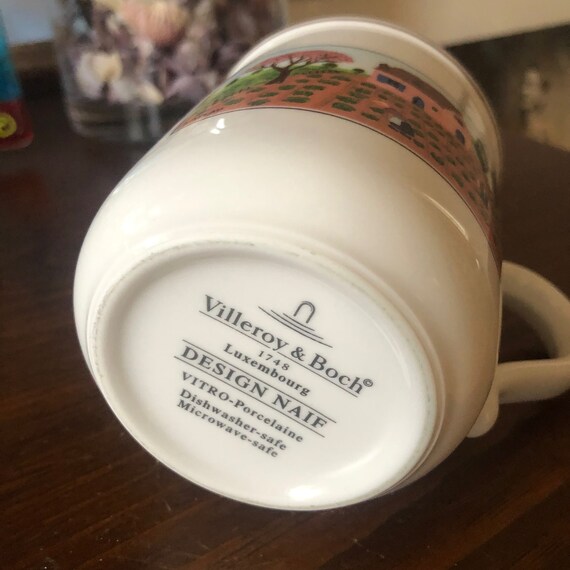 Villeroy & Boch©
1748
Luxembourg
DESIGN NAIF
VITRO-Porcelaine
Dishwasher-safe
Microwave-safe